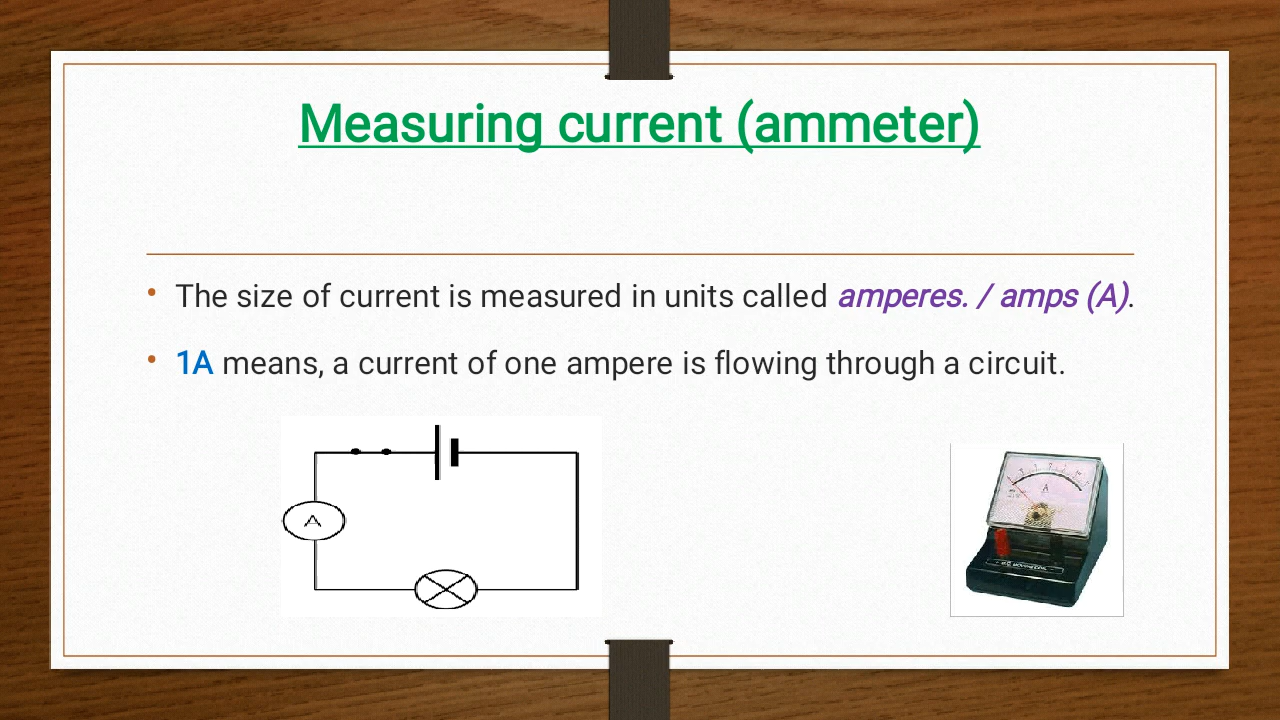 Measuring current (ammeter)
• The size of current is measured in units called amperes. / amps (A).
• 1A means, a current of one ampere is flowing through a circuit.
A
A